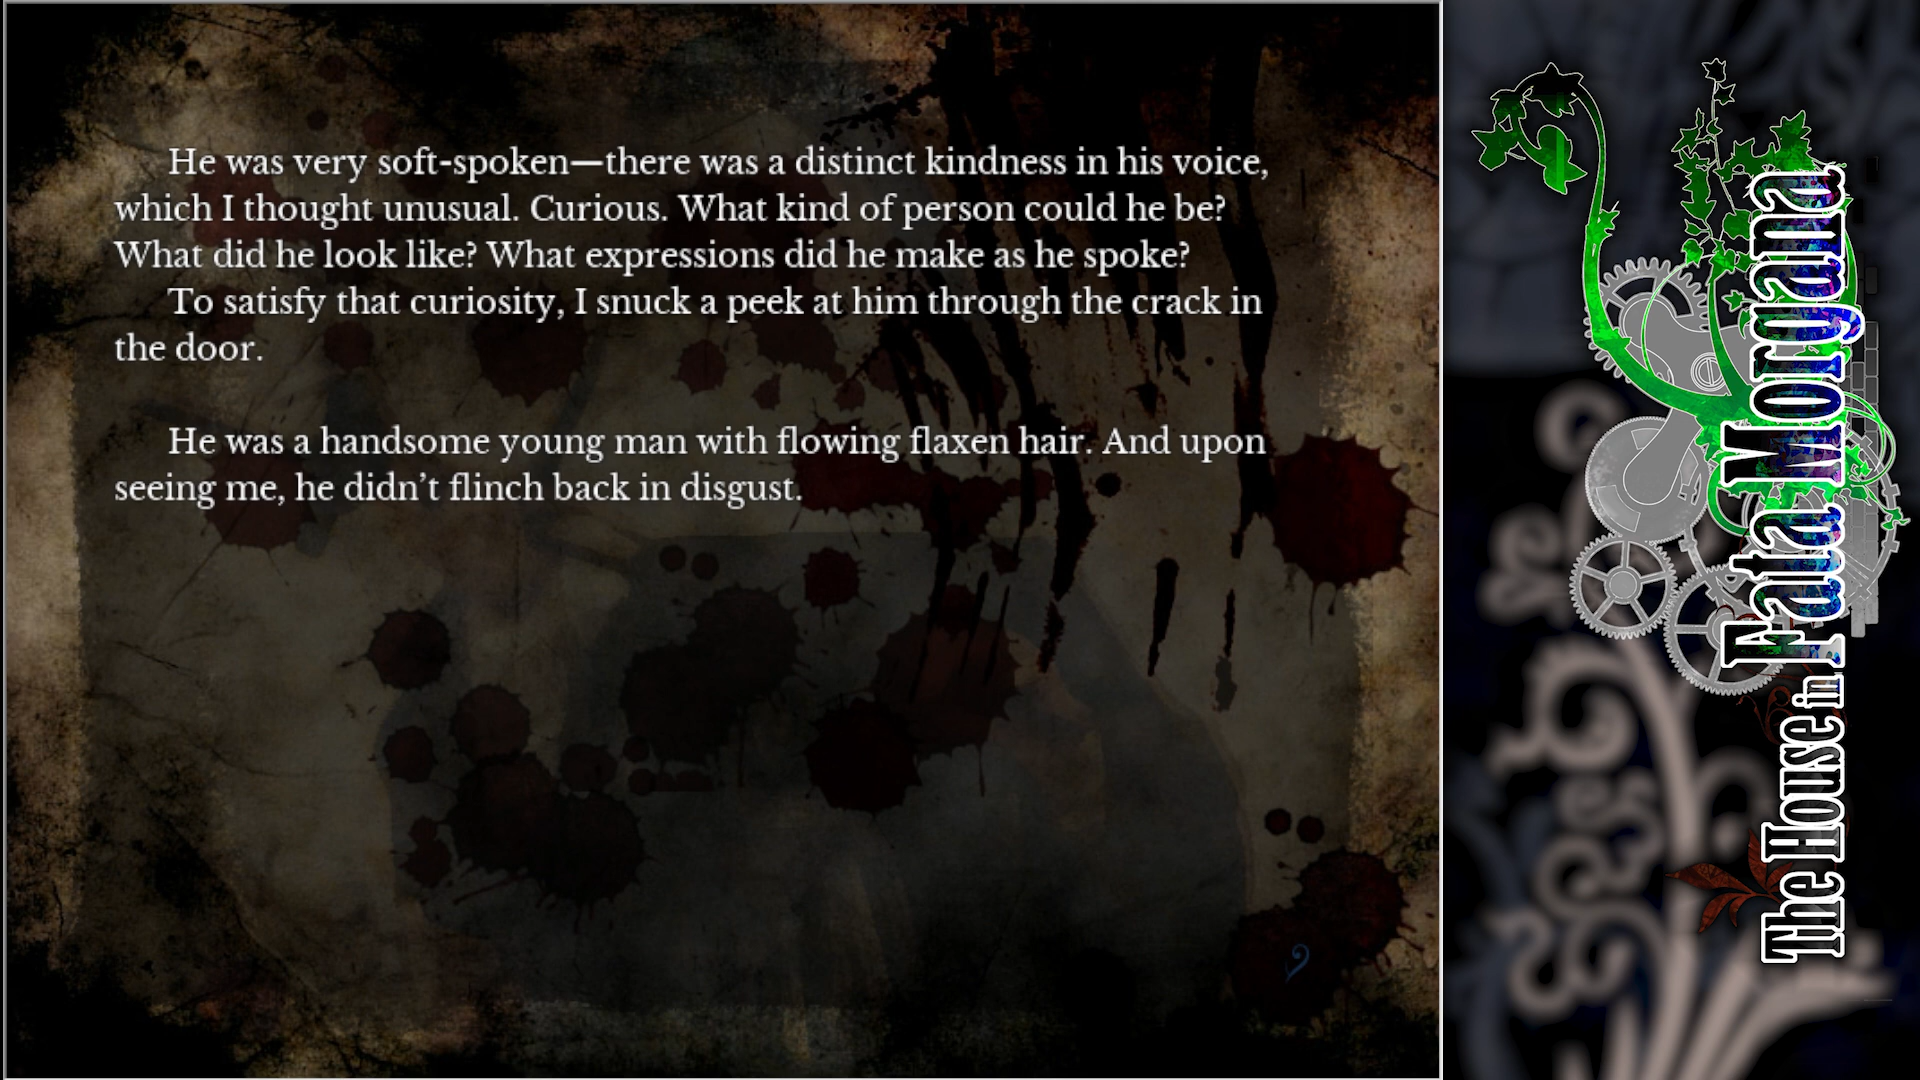 He was very soft-spoken—there was a distinct kindness in his voice,
which I thought unusual. Curious. What kind of person could he be?
What did he look like? What expressions did he make as he spoke?
To satisfy that curiosity, I snuck a peek at him through the crack in
the door.
He was a handsome young man with flowing flaxen hair. And upon
seeing me, he didn’t flinch back in disgust.
The House in Fata Morgana